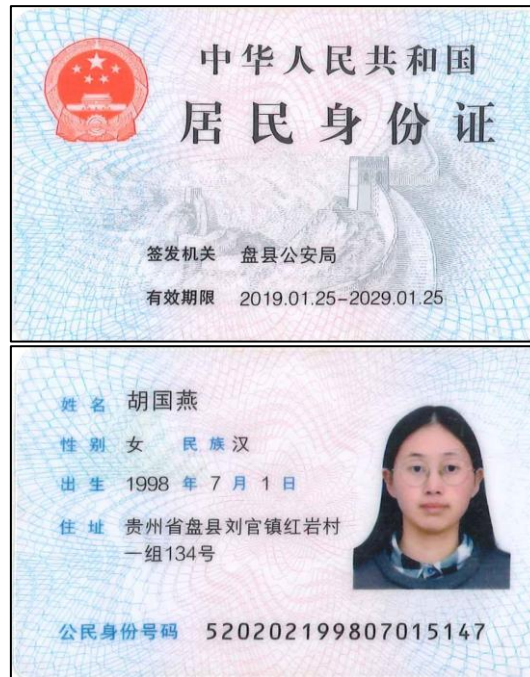 中华人民共和国
居民身份证
签发机关 盘县公安局
有效期限 2019.01.25-2029.01.25
姓名 胡国燕
性别 女 民族 汉
出生 1998 年 7 月 1 日
住址 贵州省盘县刘官镇红岩村
一组134号
公民身份号码 520202199807015147